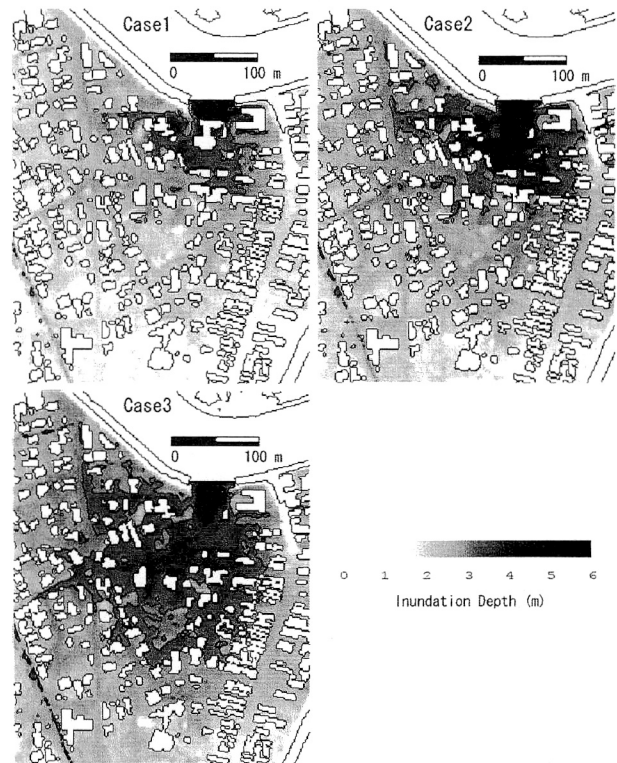 Case1
0 100 m
Case2
0 100 m
Case3
0 100 m
0 1 2 3 4 5 6
Inundation Depth (m)